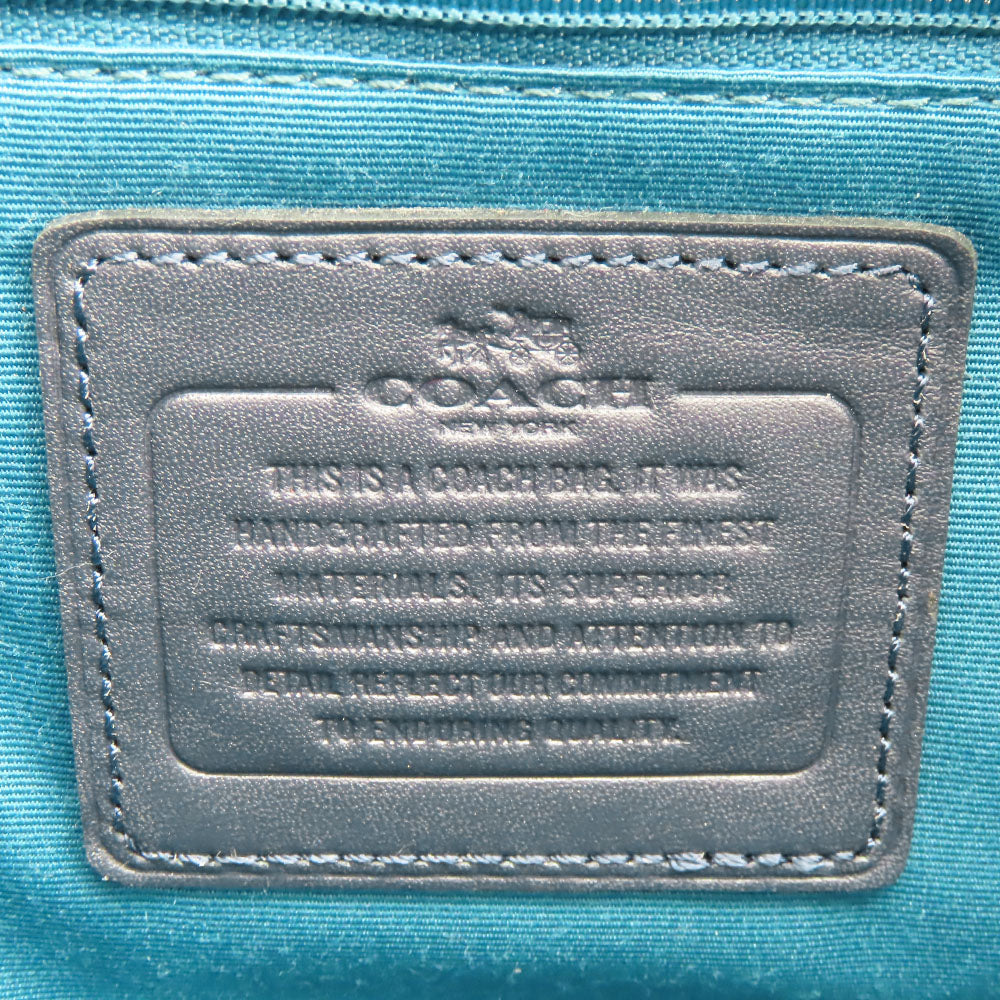 COACH
NEW YORK
THIS IS A COACH BAG. IT WAS
HANDCRAFTED FROM THE FINEST
MATERIALS. ITS SUPERIOR
CRAFTSMANSHIP AND ATTENTION TO
DETAIL REFLECT OUR COMMITMENT
TO ENDURING QUALITY.